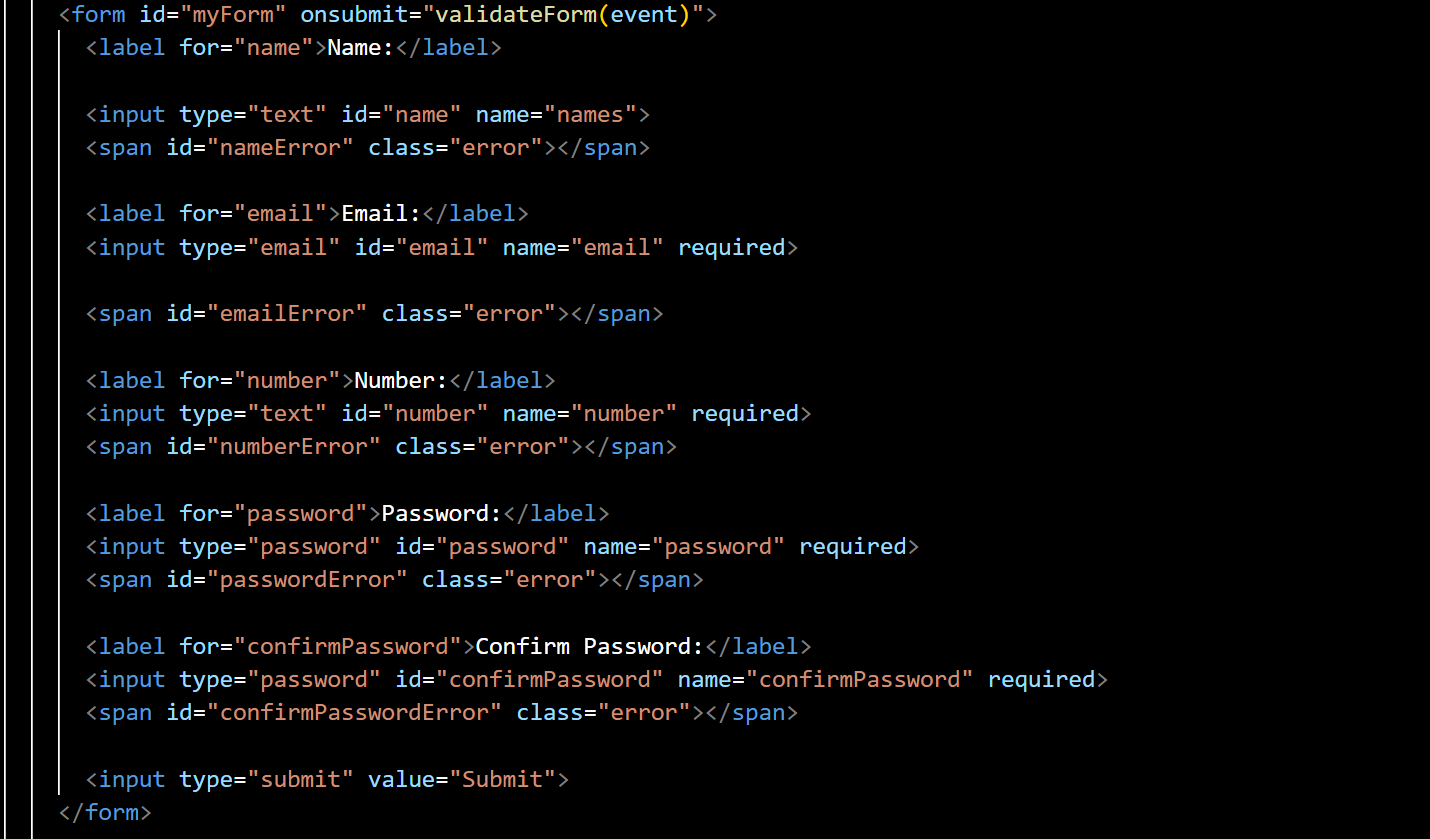 <form id="myForm" onsubmit="validateForm(event)">
<label for="name">Name:</label>
<input type="text" id="name" name="names">
<span id="nameError" class="error"></span>
<label for="email">Email:</label>
<input type="email" id="email" name="email" required>
<span id="emailError" class="error"></span>
<label for="number">Number:</label>
<input type="text" id="number" name="number" required>
<span id="numberError" class="error"></span>
<label for="password">Password:</label>
<input type="password" id="password" name="password" required>
<span id="passwordError" class="error"></span>
<label for="confirmPassword">Confirm Password:</label>
<input type="password" id="confirmPassword" name="confirmPassword" required>
<span id="confirmPasswordError" class="error"></span>
<input type="submit" value="Submit">
</form>